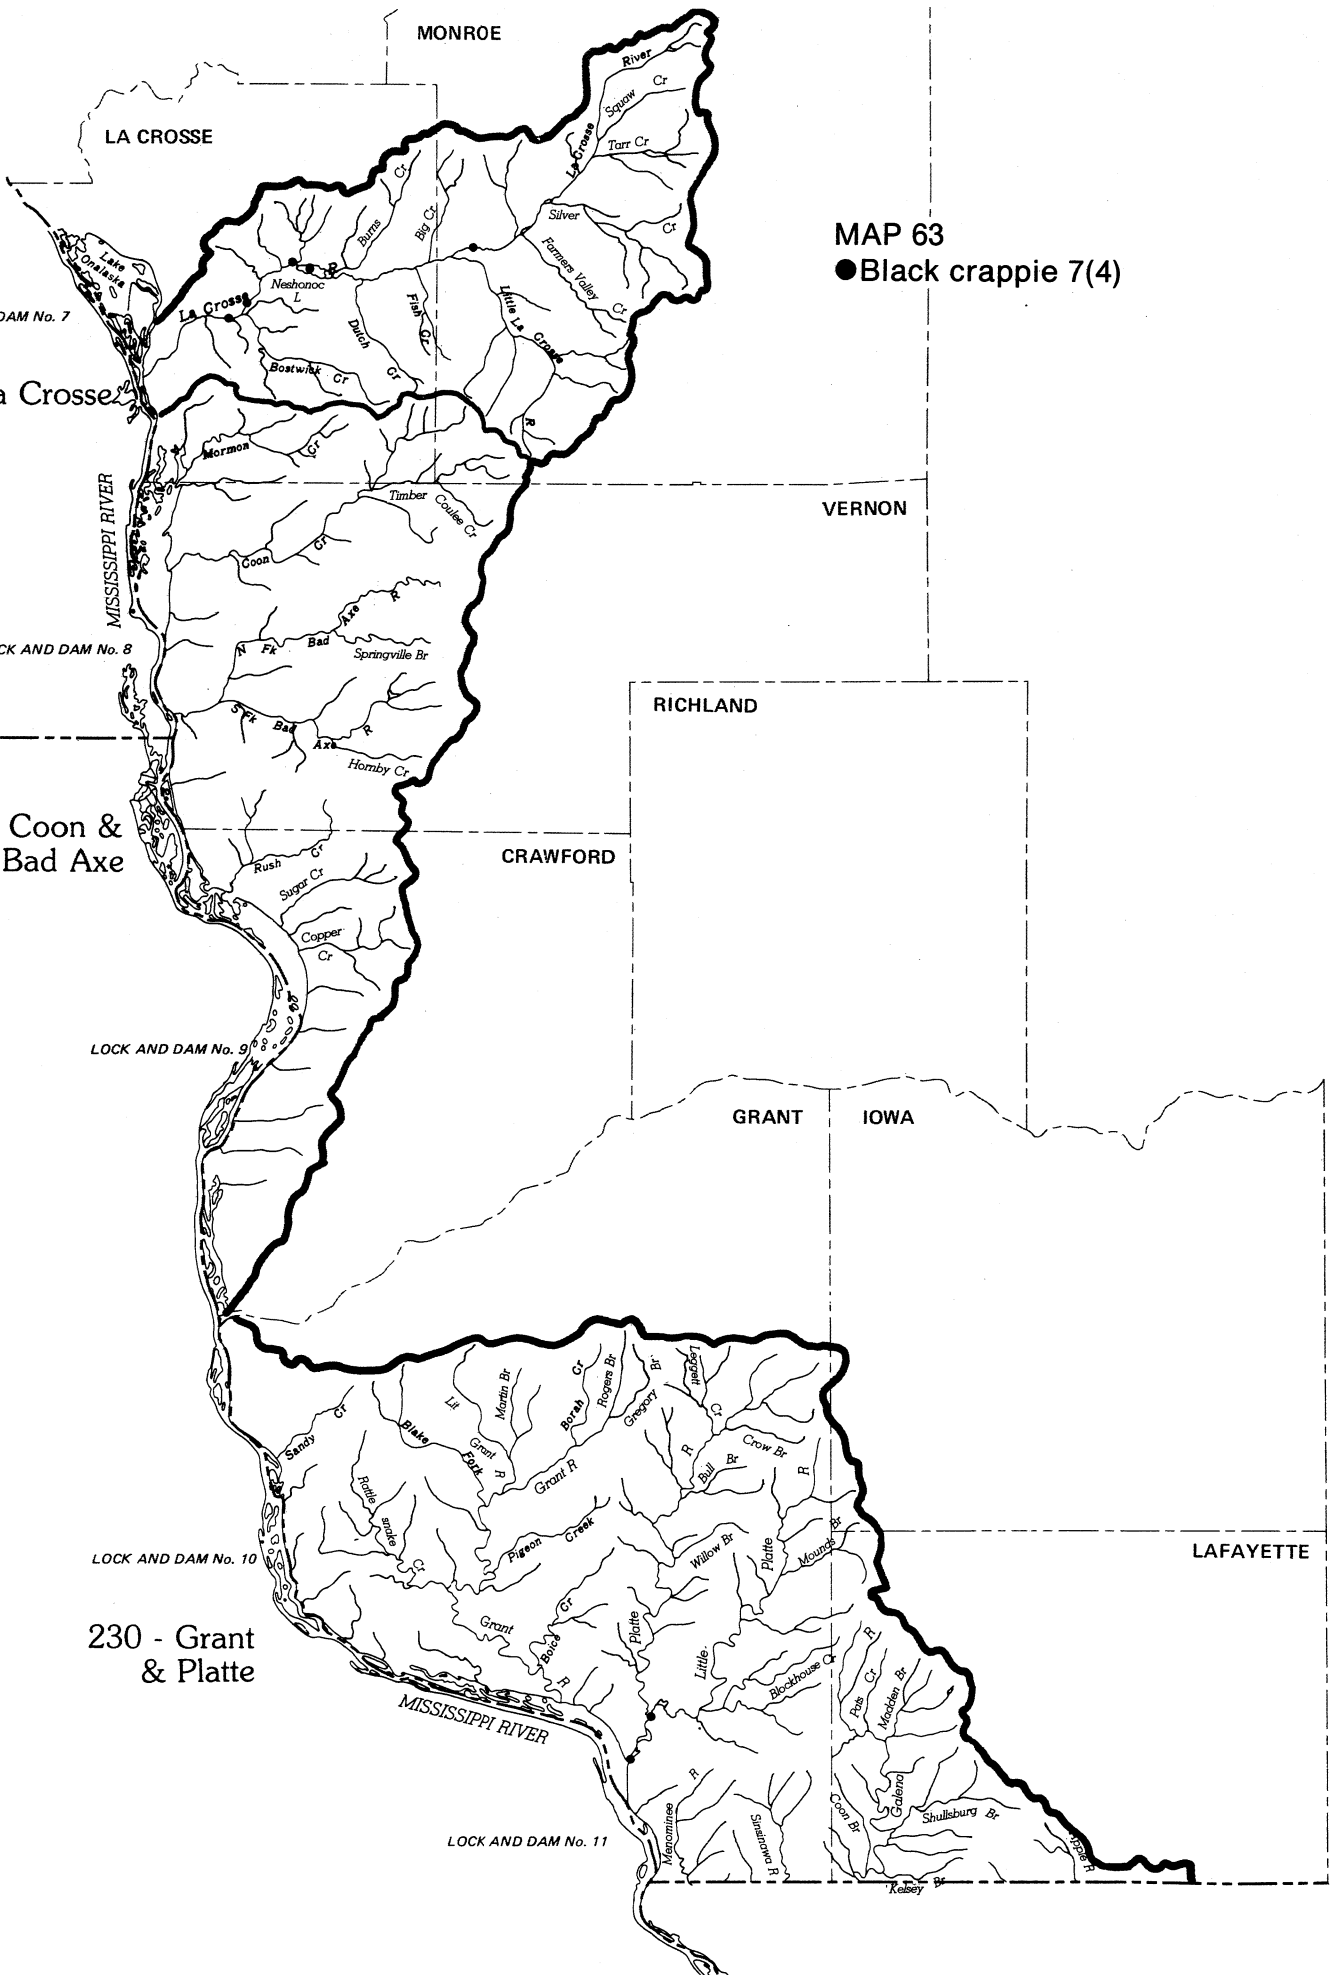 MONROE
River
Cr
Squaw
LA CROSSE
La Crosse
Tarr Cr
Cr
Burns
Big Cr
Silver
Cr
MAP 63
●Black crappie 7(4)
Lake
Onalaska
R
Farmers Valley
Cr
Neshonoc
L
La Crosse
Fish Cr
Little La Crosse
R
DAM No. 7
Dutch
Cr
Bostwick Cr
a Crosse
Mormon
Cr
MISSISSIPPI RIVER
Timber
Coulee Cr
VERNON
Coon
Cr
Axe
R
CK AND DAM No. 8
N Fk Bad
Springville Br
RICHLAND
S Fk Bad
Axe
R
Hornby Cr
Coon &
Bad Axe
CRAWFORD
Rush
Cr
Sugar Cr
Copper
Cr
LOCK AND DAM No. 9
GRANT
IOWA
Leggett
Cr
Lit
Grant
R
Martin Br
Borah Cr
Rogers Br
Gregory
Br
Sandy
Cr
Blake
Fork
Crow Br
R
Bull Br
R
Grant R
Rattle
snake
Cr
Pigeon Creek
Willow Br
Platte
Mounds
Br
LOCK AND DAM No. 10
LAFAYETTE
230 - Grant
& Platte
Grant
R
Boice
Cr
Platte
Little
Blockhouse Cr
Pats
Cr
R
Madden Br
MISSISSIPPI RIVER
R
Menominee
Sinsinawa R
Coon Br
Galena
Shullsburg Br
LOCK AND DAM No. 11
Apple R
Kelsey Br